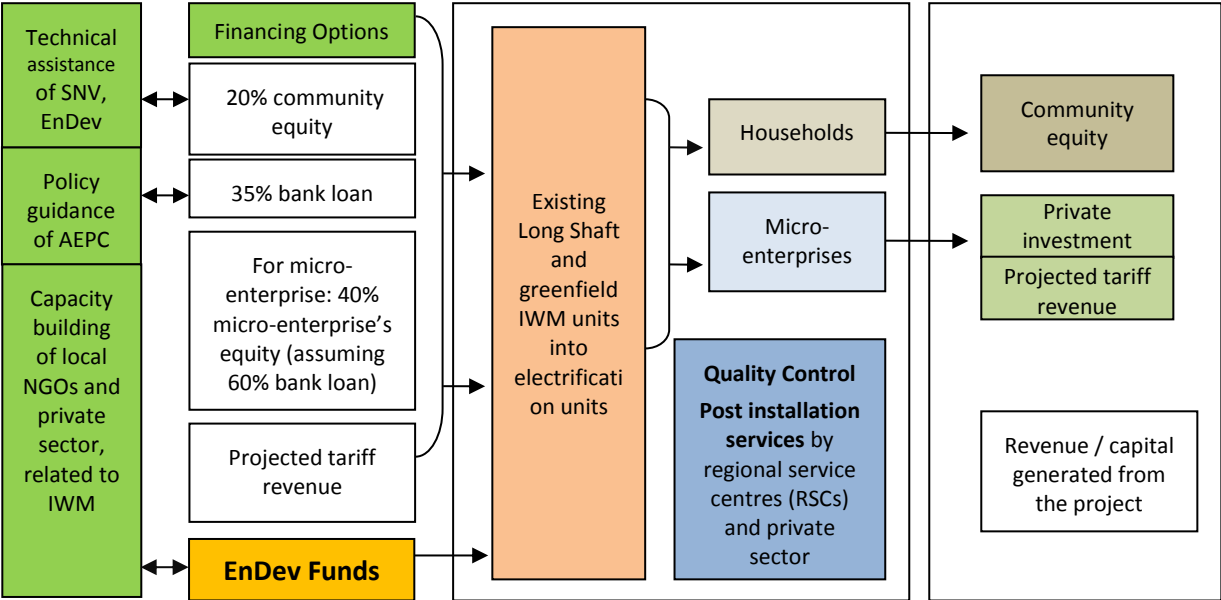 Technical
assistance
of SNV,
EnDev
Policy
guidance
of AEPC
Capacity
building
of local
NGOs and
private
sector,
related to
IWM
Financing Options
20% community
equity
35% bank loan
For micro-
enterprise: 40%
micro-enterprise's
equity (assuming
60% bank loan)
Projected tariff
revenue
EnDev Funds
Existing
Long Shaft
and
greenfield
IWM units
into
electrificati
on units
Households
Micro-
enterprises
Quality Control
Post installation
services by
regional service
centres (RSCs)
and private
sector
Community
equity
Private
investment
Projected tariff
revenue
Revenue / capital
generated from
the project